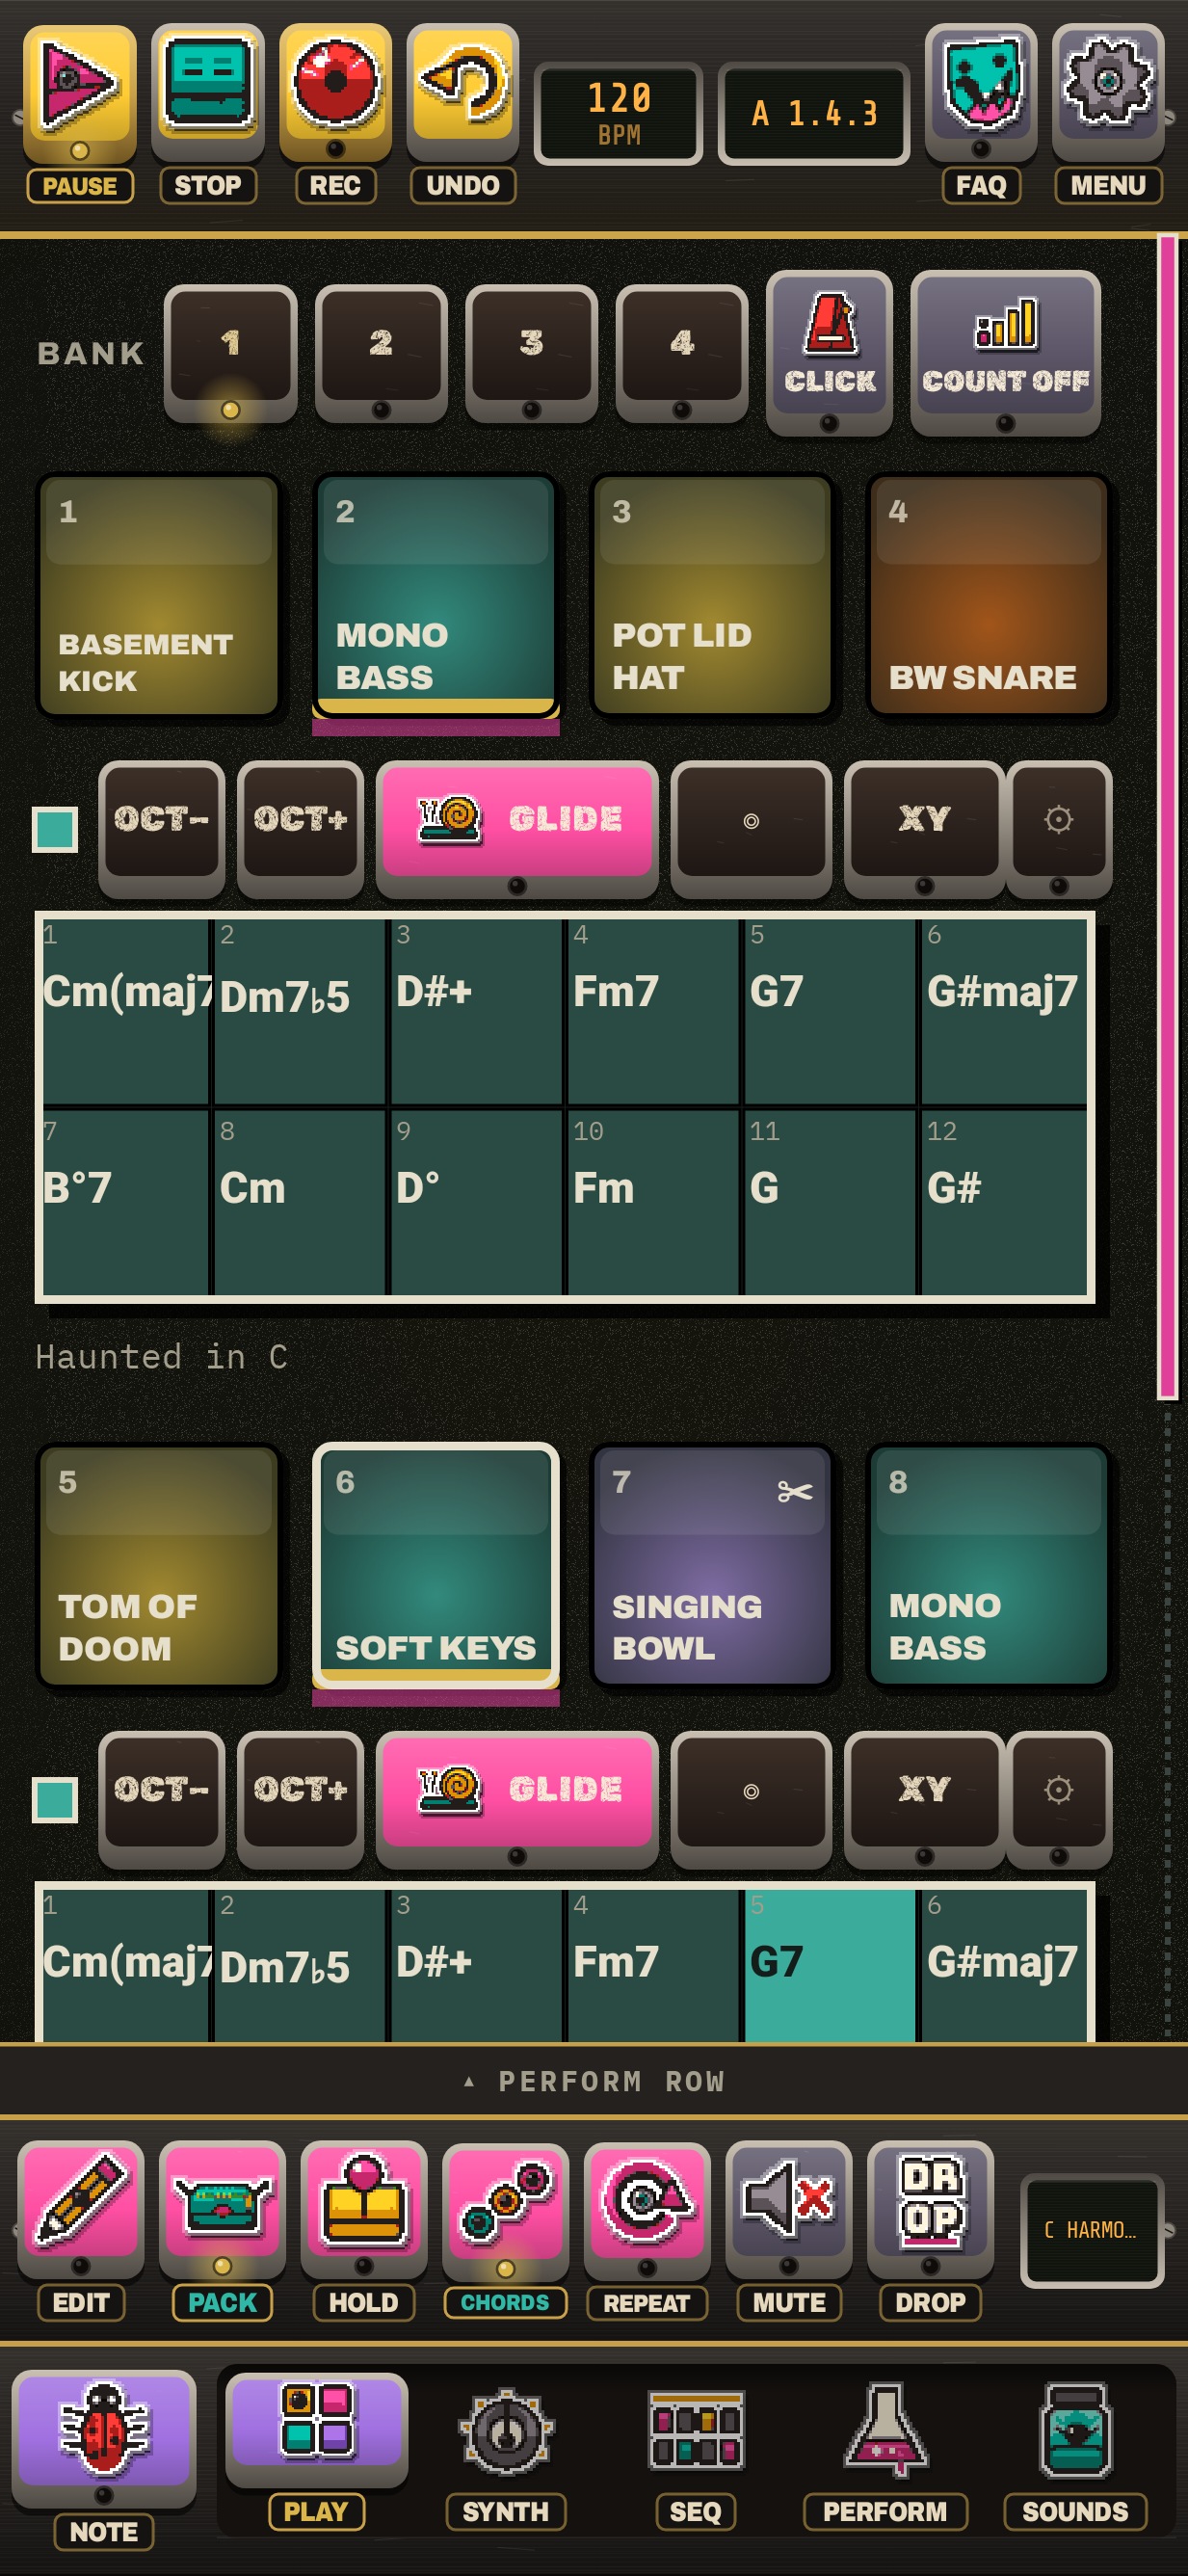 120
BPM
A 1.4.3
PAUSE
STOP
REC
UNDO
FAQ
MENU
BANK
1
2
3
4
CLICK
COUNT OFF
1
BASEMENT
KICK
2
MONO
BASS
3
POT LID
HAT
4
BW SNARE
OCT-
OCT+
GLIDE
XY
1
Cm(maj7
2
Dm7♭5
3
D#+
4
Fm7
5
G7
6
G#maj7
7
B°7
8
Cm
9
D°
10
Fm
11
G
12
G#
Haunted in C
5
TOM OF
DOOM
6
SOFT KEYS
7
SINGING
BOWL
8
MONO
BASS
OCT-
OCT+
GLIDE
XY
1
Cm(maj7
2
Dm7♭5
3
D#+
4
Fm7
5
G7
6
G#maj7
▲ PERFORM ROW
DR
OP
C HARMO…
EDIT
PACK
HOLD
CHORDS
REPEAT
MUTE
DROP
NOTE
PLAY
SYNTH
SEQ
PERFORM
SOUNDS